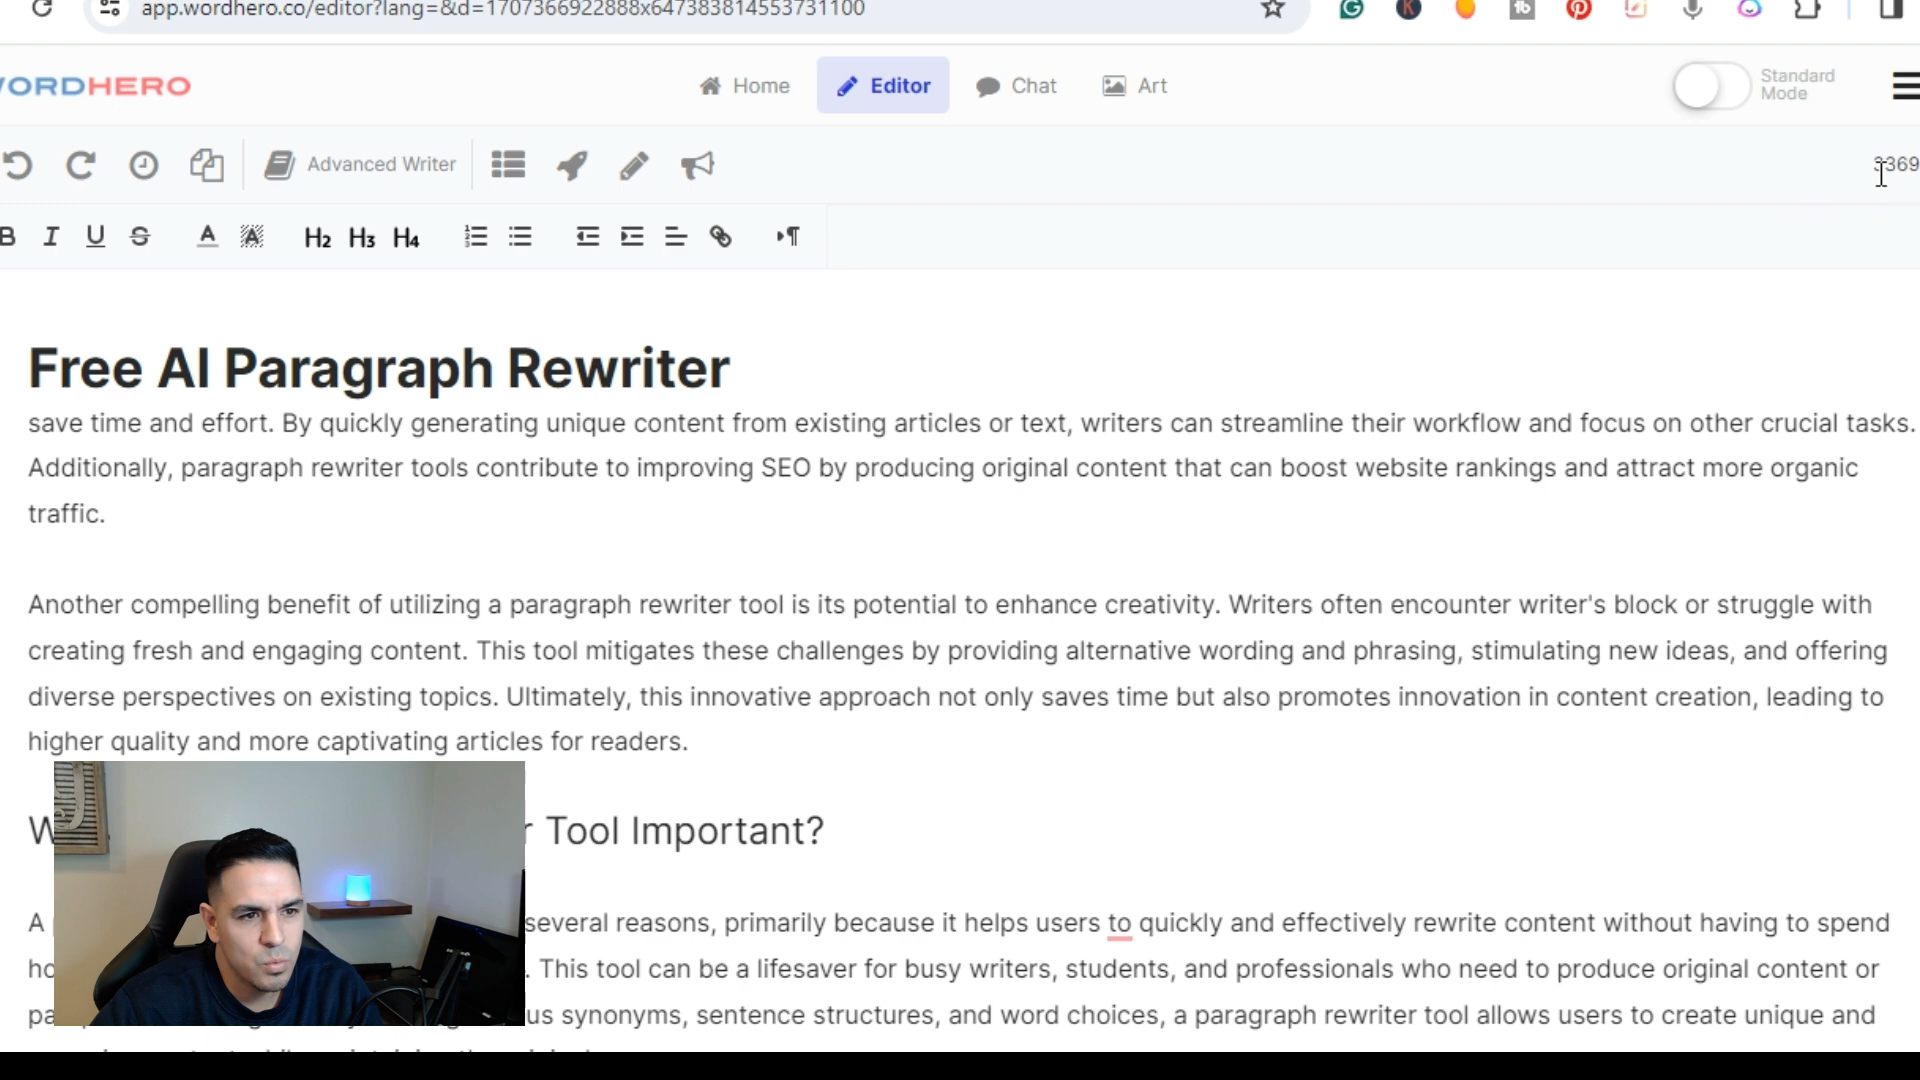 app.wordhero.co/editor?lang=&d=1707366922888x647383814553731100
WORDHERO
Home
Editor
Chat
Art
Standard
Mode
Advanced Writer
3369
B I U S A A H2 H3 H4
Free AI Paragraph Rewriter
save time and effort. By quickly generating unique content from existing articles or text, writers can streamline their workflow and focus on other crucial tasks.
Additionally, paragraph rewriter tools contribute to improving SEO by producing original content that can boost website rankings and attract more organic
traffic.
Another compelling benefit of utilizing a paragraph rewriter tool is its potential to enhance creativity. Writers often encounter writer's block or struggle with
creating fresh and engaging content. This tool mitigates these challenges by providing alternative wording and phrasing, stimulating new ideas, and offering
diverse perspectives on existing topics. Ultimately, this innovative approach not only saves time but also promotes innovation in content creation, leading to
higher quality and more captivating articles for readers.
Tool Important?
A several reasons, primarily because it helps users to quickly and effectively rewrite content without having to spend
. This tool can be a lifesaver for busy writers, students, and professionals who need to produce original content or
synonyms, sentence structures, and word choices, a paragraph rewriter tool allows users to create unique and